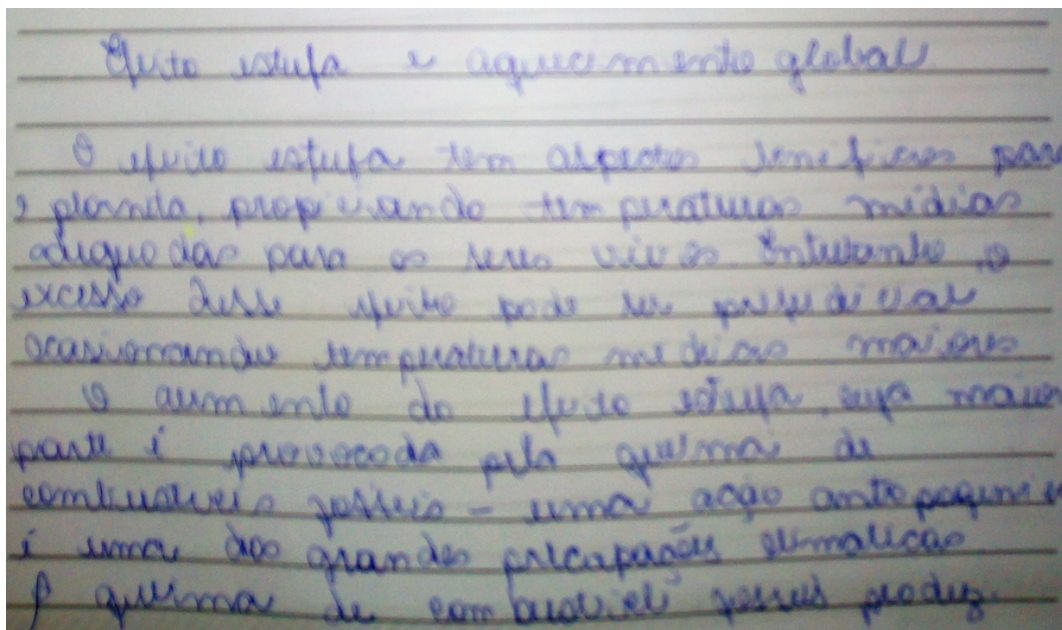 Efeito estufa e aquecimento global
O efeito estufa tem aspectos benéficos para
o planeta, propiciando temperaturas médias
adequadas para os seres vivos. Entretanto, o
excesso desse efeito pode ser prejudicial
ocasionando temperaturas médias maiores
O aumento do efeito estufa, cuja maior
parte é provocada pela queima de
combustíveis fósseis - uma ação antropogenica
é uma das grandes preocupações climáticas
A queima de combustíveis fósseis produz